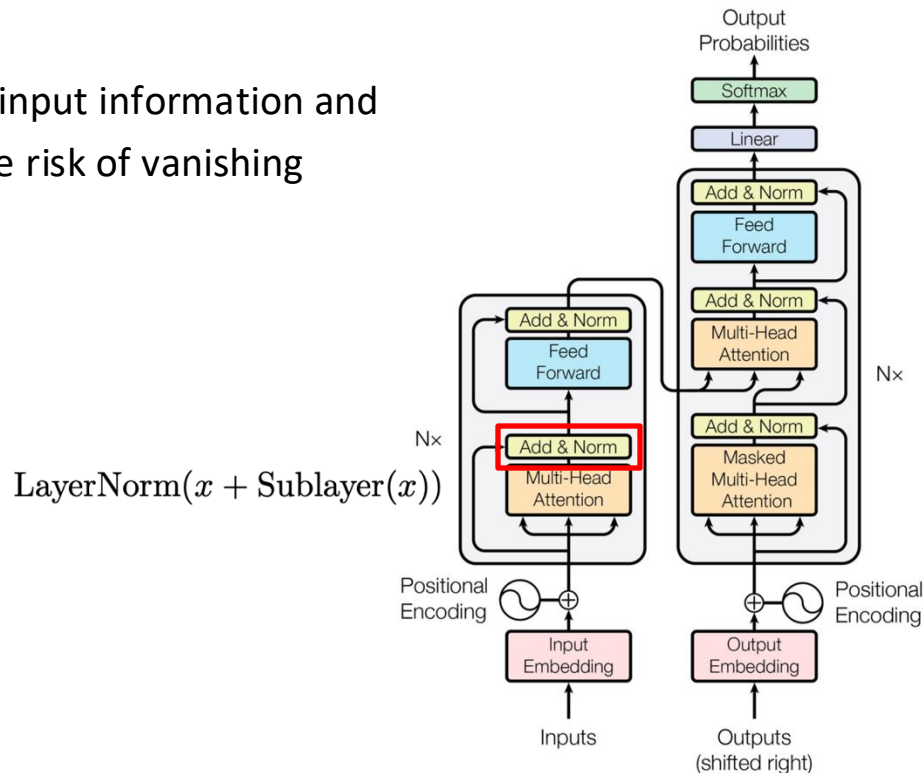 input information and
e risk of vanishing
LayerNorm(x + Sublayer(x))
Output
Probabilities
Softmax
Linear
Add & Norm
Feed
Forward
Add & Norm
Multi-Head
Attention
N×
Add & Norm
Masked
Multi-Head
Attention
Add & Norm
Feed
Forward
N×
Add & Norm
Multi-Head
Attention
Positional
Encoding
Positional
Encoding
Input
Embedding
Output
Embedding
Inputs
Outputs
(shifted right)